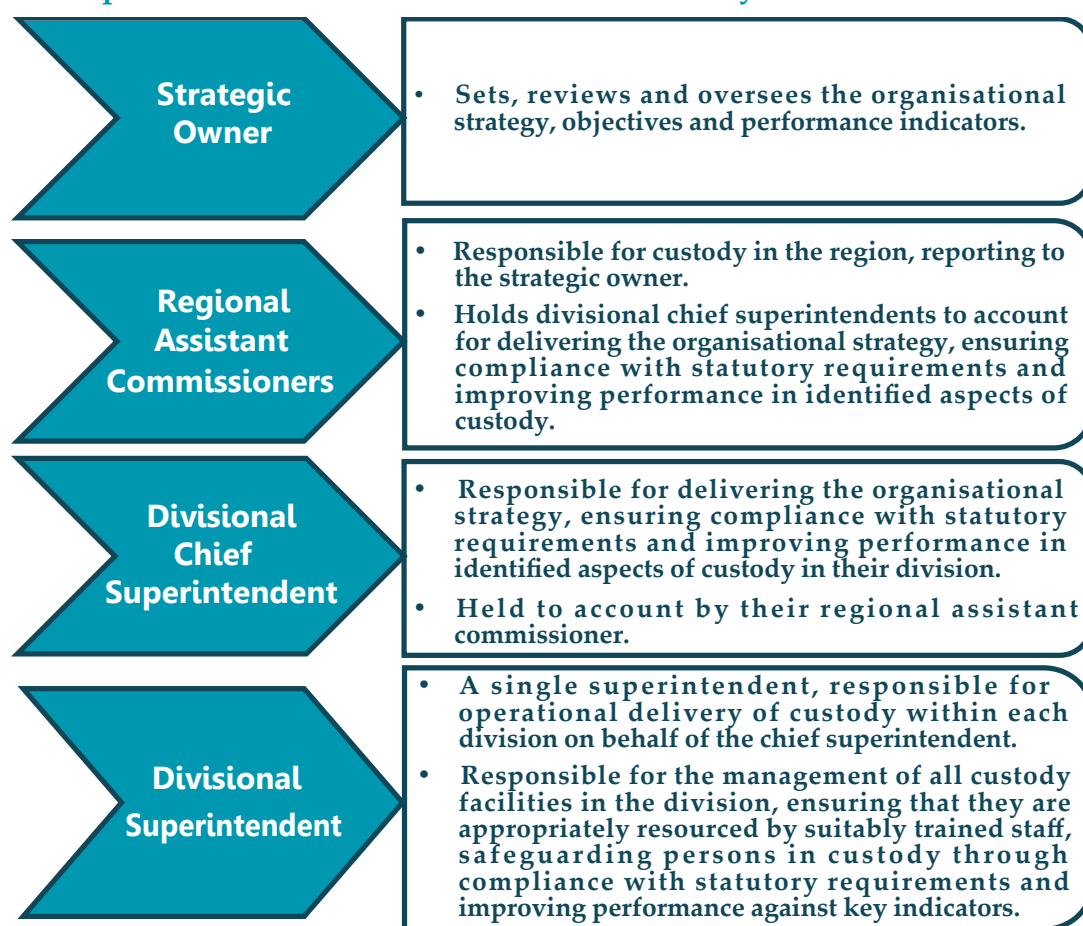 Strategic
Owner
• Sets, reviews and oversees the organisational
strategy, objectives and performance indicators.
Regional
Assistant
Commissioners
• Responsible for custody in the region, reporting to
the strategic owner.
• Holds divisional chief superintendents to account
for delivering the organisational strategy, ensuring
compliance with statutory requirements and
improving performance in identified aspects of
custody.
Divisional
Chief
Superintendent
• Responsible for delivering the organisational
strategy, ensuring compliance with statutory
requirements and improving performance in
identified aspects of custody in their division.
• Held to account by their regional assistant
commissioner.
Divisional
Superintendent
• A single superintendent, responsible for
operational delivery of custody within each
division on behalf of the chief superintendent.
• Responsible for the management of all custody
facilities in the division, ensuring that they are
appropriately resourced by suitably trained staff,
safeguarding persons in custody through
compliance with statutory requirements and
improving performance against key indicators.